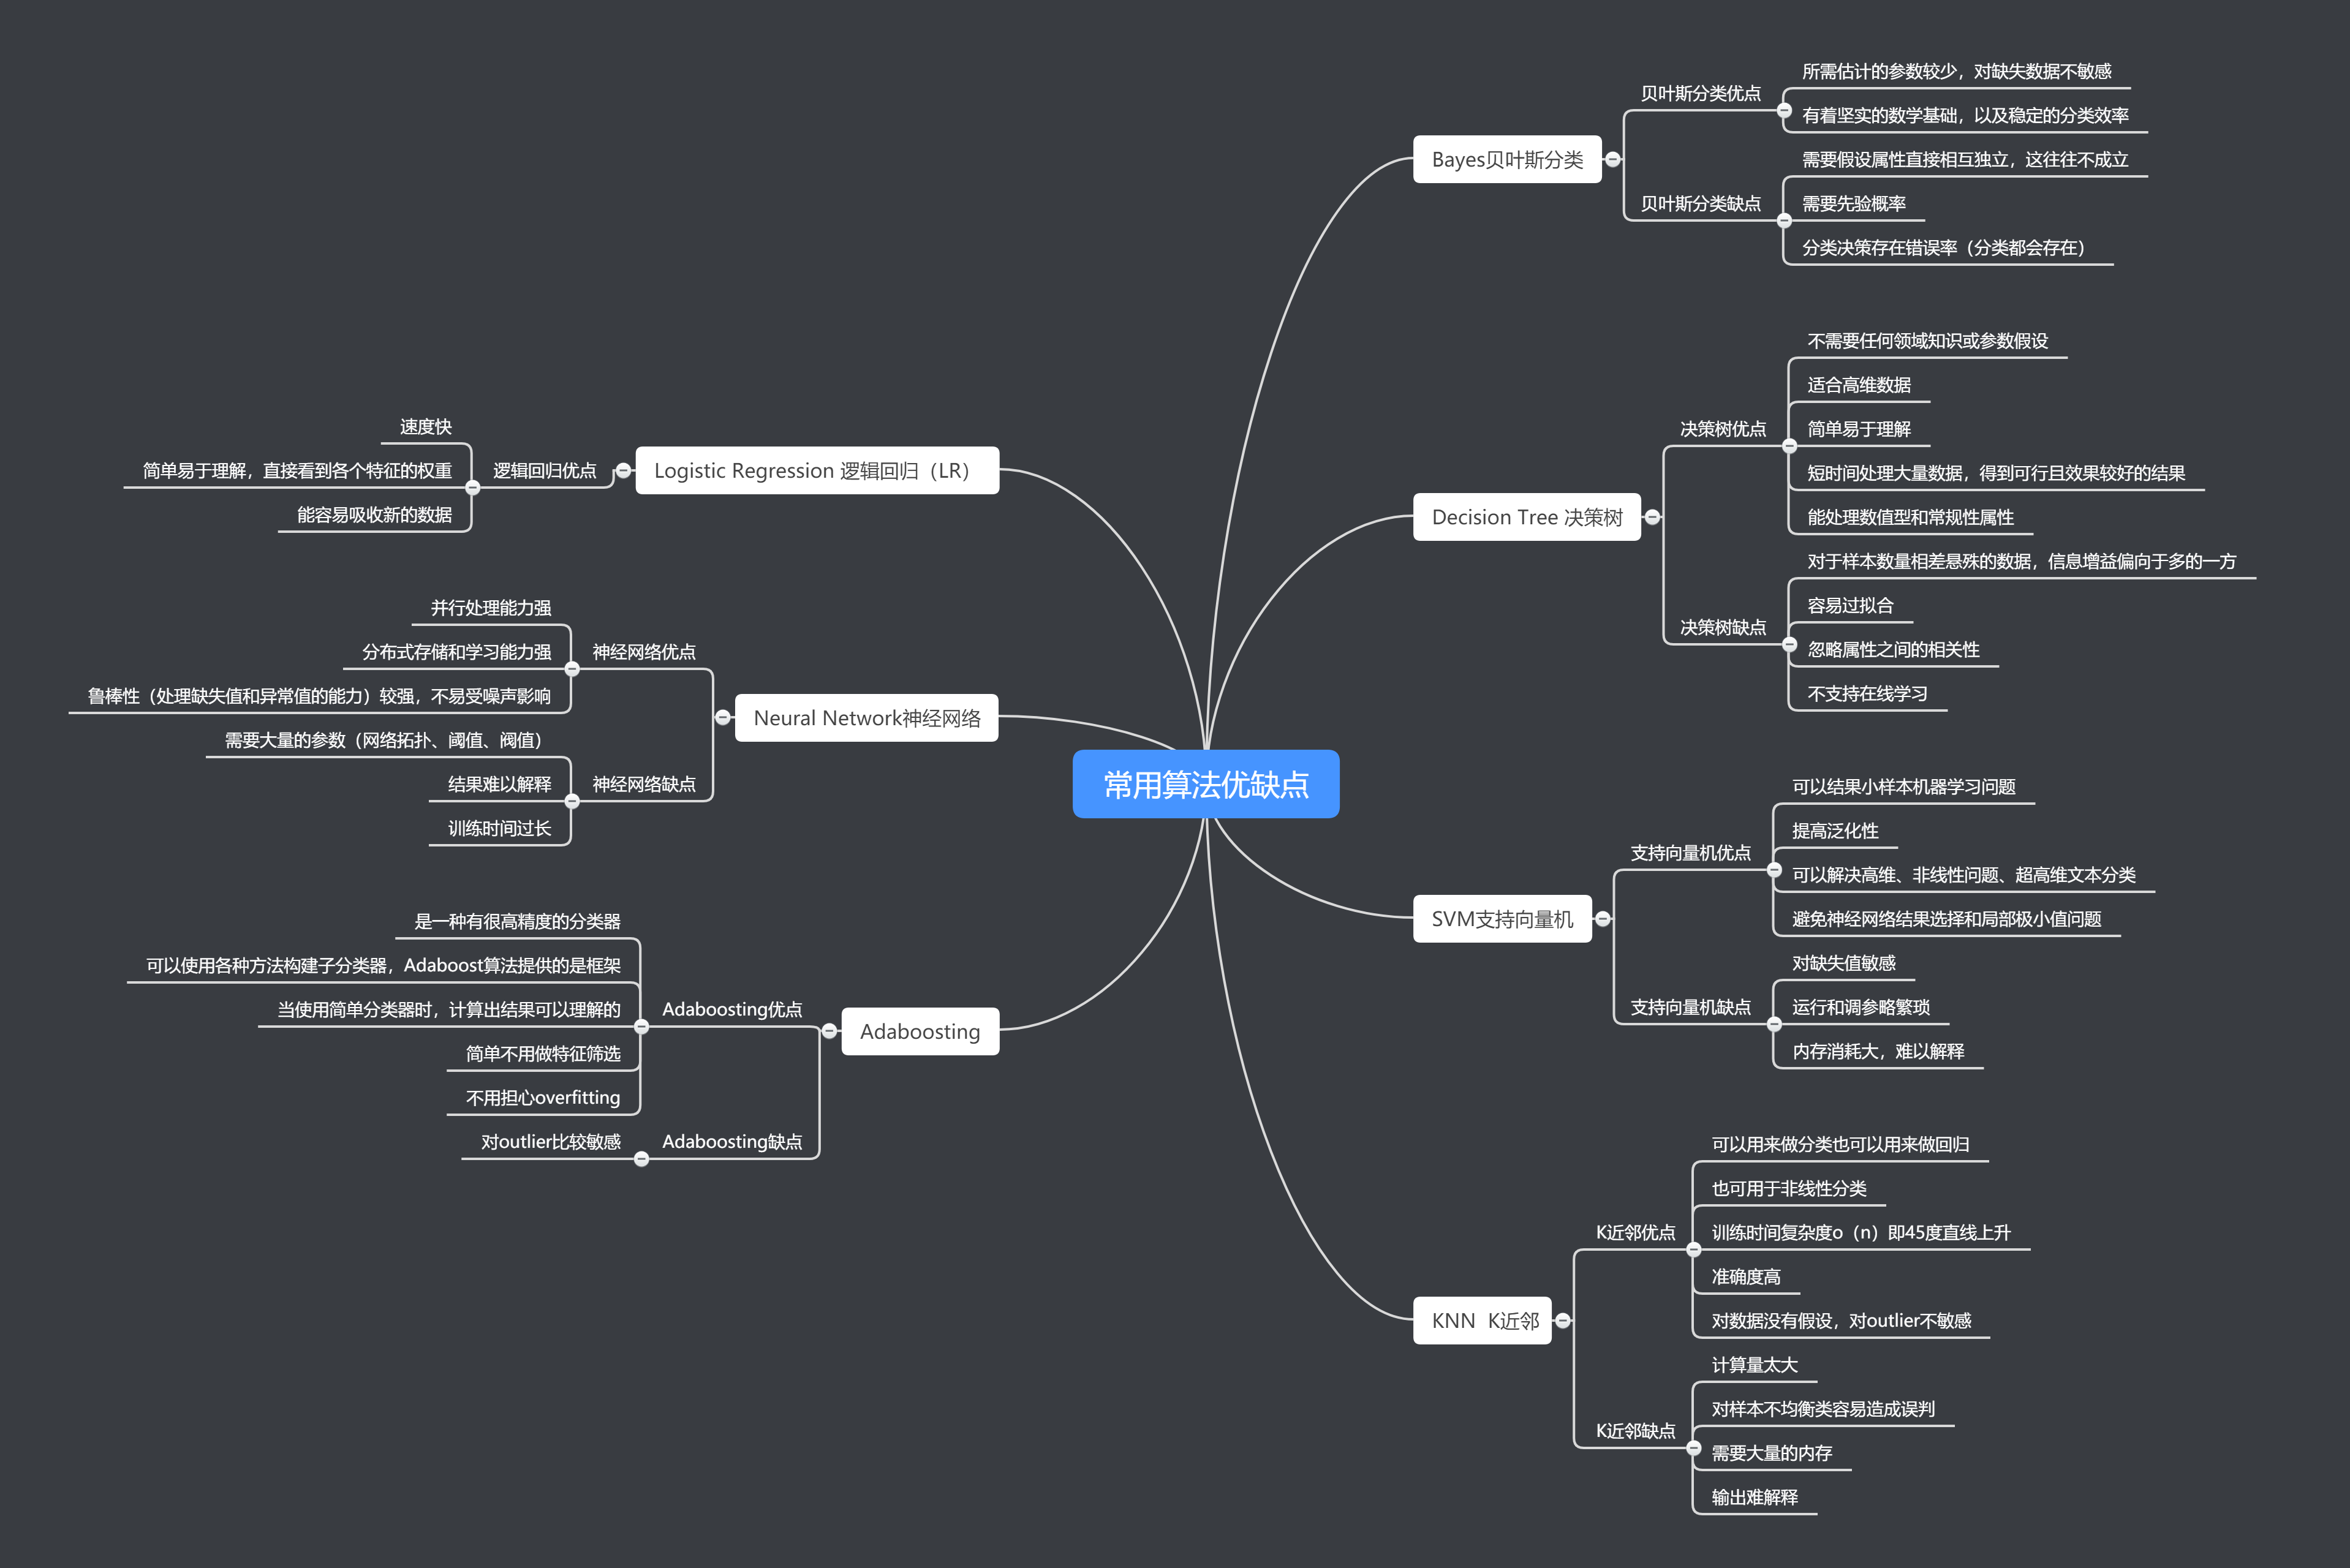 常用算法优缺点
Bayes贝叶斯分类
贝叶斯分类优点
所需估计的参数较少，对缺失数据不敏感
有着坚实的数学基础，以及稳定的分类效率
贝叶斯分类缺点
需要假设属性直接相互独立，这往往不成立
需要先验概率
分类决策存在错误率（分类都会存在）
Decision Tree 决策树
决策树优点
不需要任何领域知识或参数假设
适合高维数据
简单易于理解
短时间处理大量数据，得到可行且效果较好的结果
能处理数值型和常规性属性
决策树缺点
对于样本数量相差悬殊的数据，信息增益偏向于多的一方
容易过拟合
忽略属性之间的相关性
不支持在线学习
SVM支持向量机
支持向量机优点
可以结果小样本机器学习问题
提高泛化性
可以解决高维、非线性问题、超高维文本分类
避免神经网络结果选择和局部极小值问题
支持向量机缺点
对缺失值敏感
运行和调参略繁琐
内存消耗大，难以解释
KNN K近邻
K近邻优点
可以用来做分类也可以用来做回归
也可用于非线性分类
训练时间复杂度o（n）即45度直线上升
准确度高
对数据没有假设，对outlier不敏感
K近邻缺点
计算量太大
对样本不均衡类容易造成误判
需要大量的内存
输出难解释
Logistic Regression 逻辑回归（LR）
逻辑回归优点
速度快
简单易于理解，直接看到各个特征的权重
能容易吸收新的数据
Neural Network神经网络
神经网络优点
并行处理能力强
分布式存储和学习能力强
鲁棒性（处理缺失值和异常值的能力）较强，不易受噪声影响
神经网络缺点
需要大量的参数（网络拓扑、阈值、阀值）
结果难以解释
训练时间过长
Adaboosting
Adaboosting优点
是一种有很高精度的分类器
可以使用各种方法构建子分类器，Adaboost算法提供的是框架
当使用简单分类器时，计算出结果可以理解的
简单不用做特征筛选
不用担心overfitting
Adaboosting缺点
对outlier比较敏感